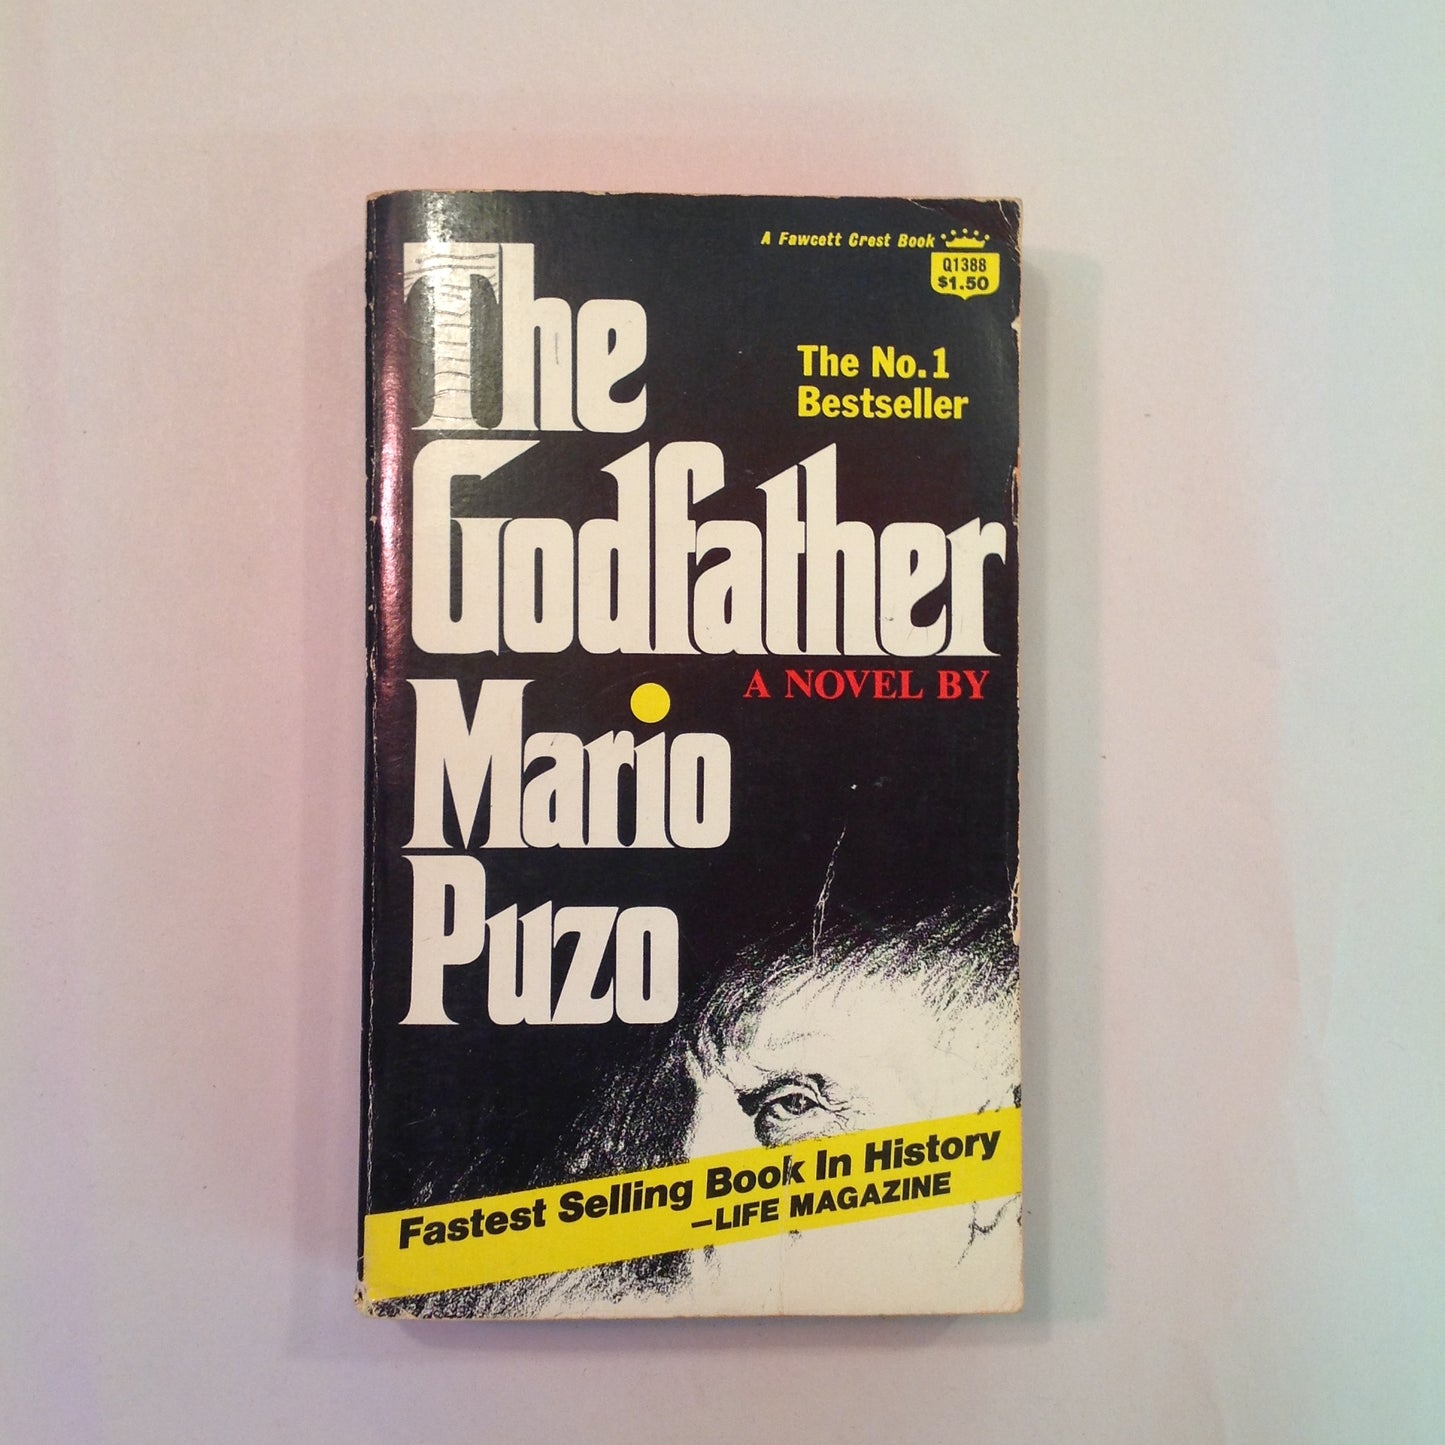 A Fawcett Crest Book
Q1388
$1.50
The
The No.1
Bestseller
Godfather
A NOVEL BY
Mario
Puzo
Fastest Selling Book In History
—LIFE MAGAZINE